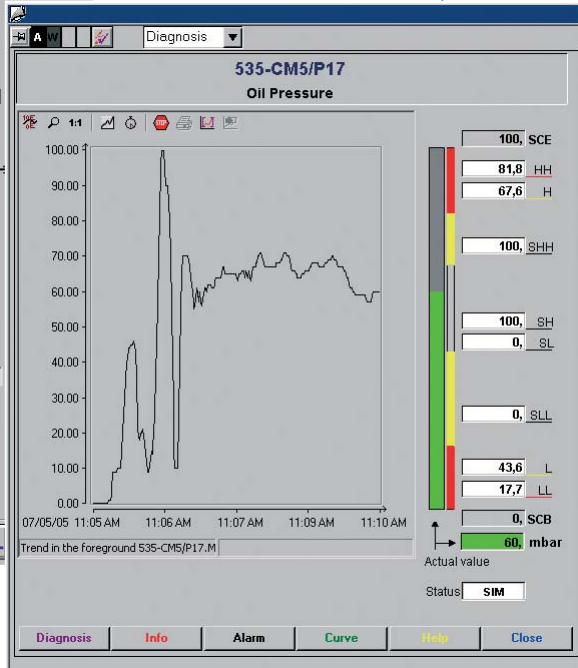 A W Diagnosis
535-CM5/P17
Oil Pressure
1:1 STOP
100, SCE
100.00
81,8 HH
90.00
67,6 H
80.00
70.00
100, SHH
60.00
50.00
100, SH
0, SL
40.00
30.00
20.00
0, SLL
10.00
43,6 L
0.00
17,7 LL
07/05/05 11:05 AM 11:06 AM 11:07 AM 11:09 AM 11:10 AM
0, SCB
Trend in the foreground 535-CM5/P17.M
60, mbar
Actual value
Status SIM
Diagnosis Info Alarm Curve Help Close